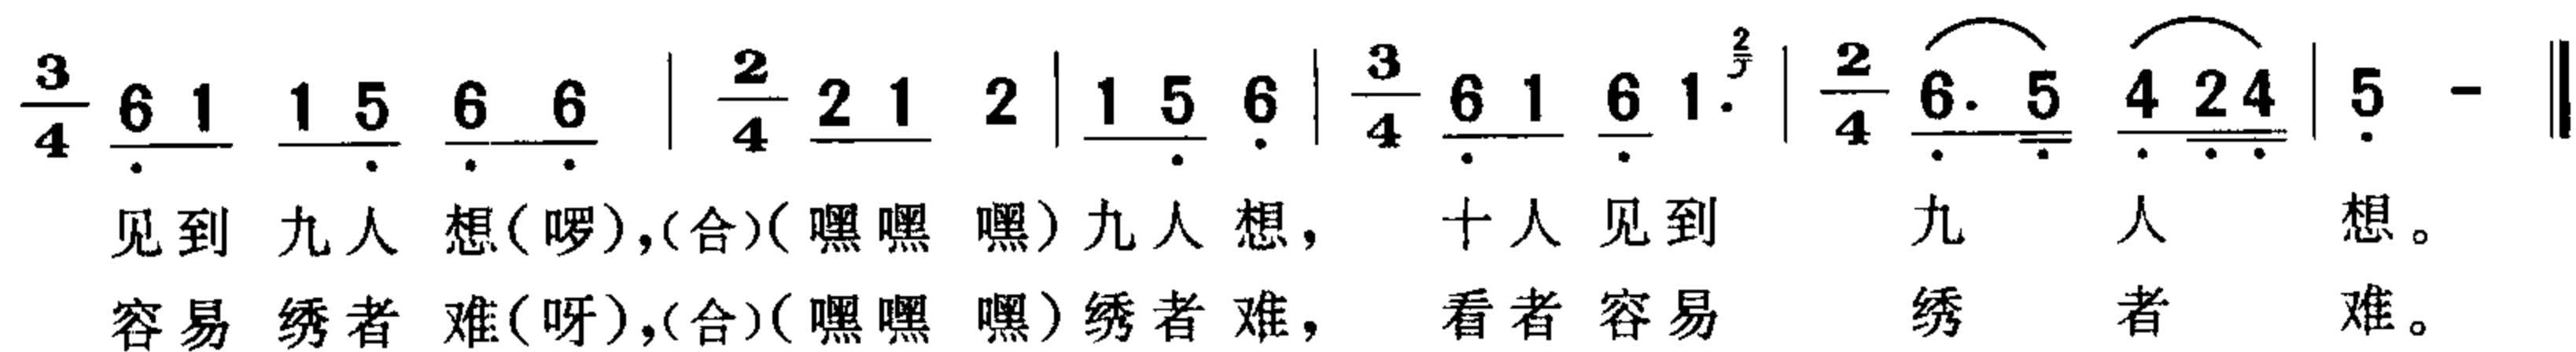 3/4 6̣ 1 1 5̣ 6̣ 6̣ | 2/4 2 1 2 | 1 5̣ 6̣ | 3/4 6̣ 1 6̣ 1. 2 | 2/4 6̣. 5̣ 4̣ 2̣ 4̣ | 5̣ - ‖
见到 九人 想(啰),(合)(嘿嘿 嘿)九人 想, 十人 见到 九 人 想。
容易 绣者 难(呀),(合)(嘿嘿 嘿)绣者 难, 看者 容易 绣 者 难。